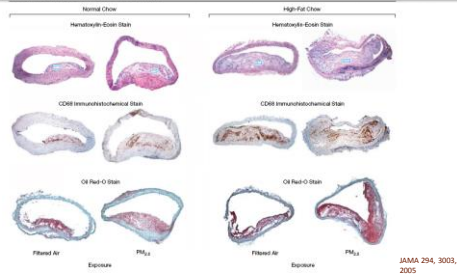 Normal Chow
High-Fat Chow
Hematoxylin-Eosin Stain
Hematoxylin-Eosin Stain
CD68 Immunohistochemical Stain
CD68 Immunohistochemical Stain
Oil Red-O Stain
Oil Red-O Stain
Filtered Air
PM2.5
Filtered Air
PM2.5
Exposure
Exposure
JAMA 294, 3003,
2005